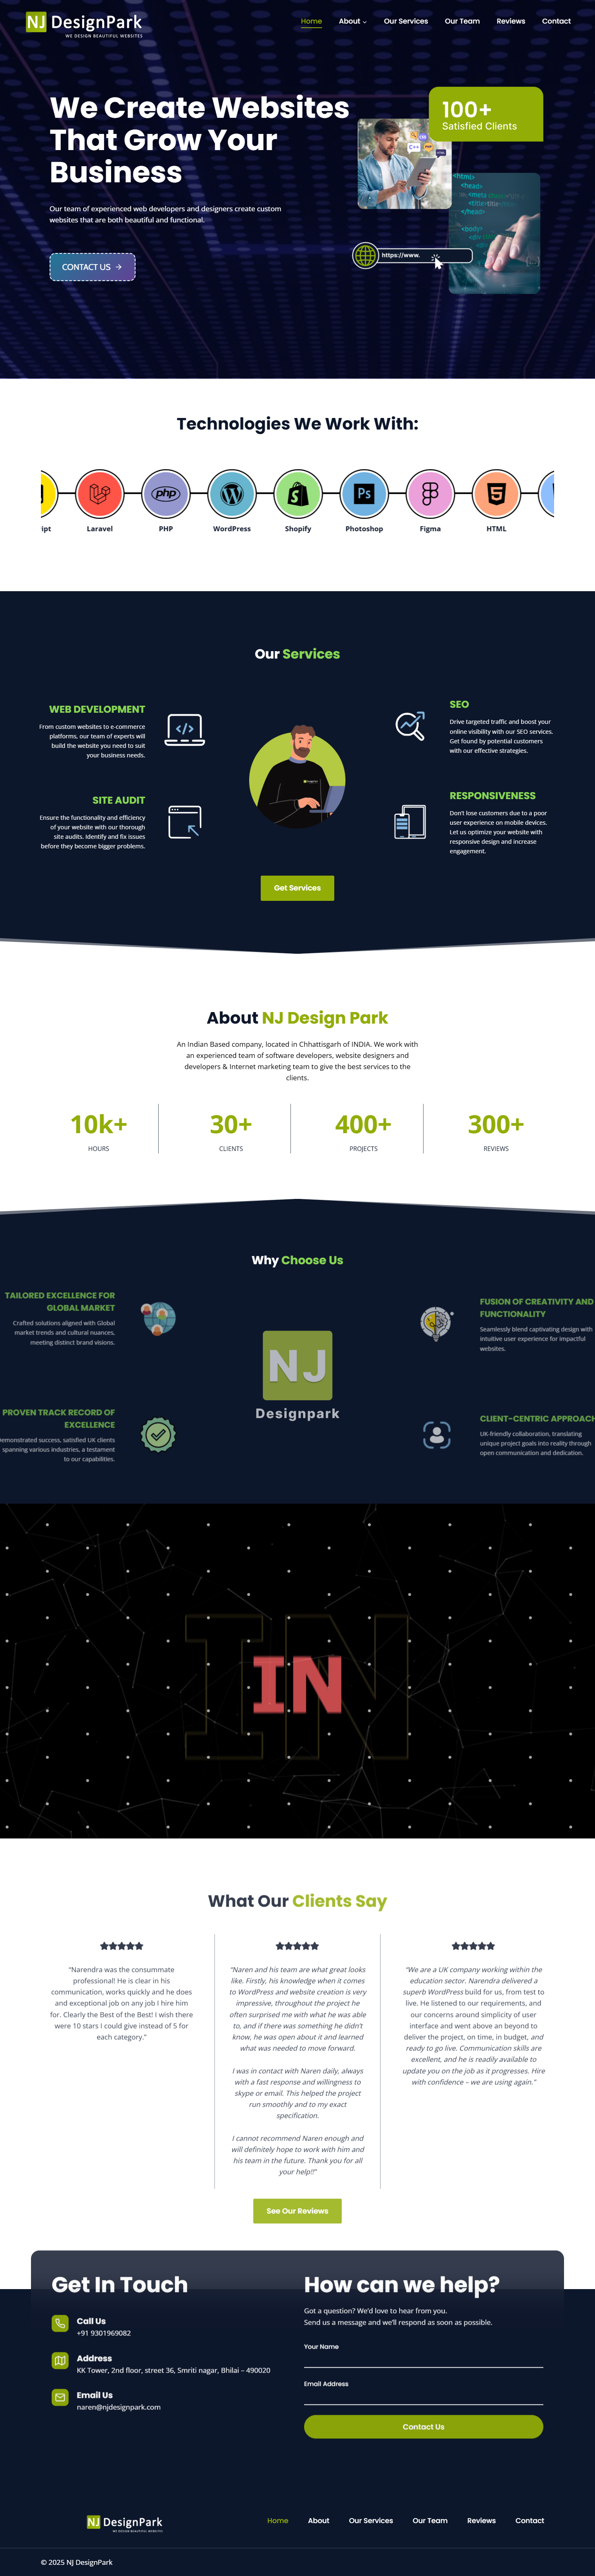 NJ DesignPark
WE DESIGN BEAUTIFUL WEBSITES
Home
About
Our Services
Our Team
Reviews
Contact
We Create Websites
That Grow Your
Business
Our team of experienced web developers and designers create custom
websites that are both beautiful and functional.
CONTACT US
100+
Satisfied Clients
C++
<html>
<head>
</head>
<body>
https://www.
Technologies We Work With:
ipt
Laravel
php
PHP
WordPress
Shopify
Ps
Photoshop
Figma
HTML
Our Services
WEB DEVELOPMENT
From custom websites to e-commerce
platforms, our team of experts will
build the website you need to suit
your business needs.
SITE AUDIT
Ensure the functionality and efficiency
of your website with our thorough
site audits. Identify and fix issues
before they become bigger problems.
SEO
Drive targeted traffic and boost your
online visibility with our SEO services.
Get found by potential customers
with our effective strategies.
RESPONSIVENESS
Don't lose customers due to a poor
user experience on mobile devices.
Let us optimize your website with
responsive design and increase
engagement.
Get Services
About NJ Design Park
An Indian Based company, located in Chhattisgarh of INDIA. We work with
an experienced team of software developers, website designers and
developers & Internet marketing team to give the best services to the
clients.
10k+
HOURS
30+
CLIENTS
400+
PROJECTS
300+
REVIEWS
Why Choose Us
TAILORED EXCELLENCE FOR
GLOBAL MARKET
Crafted solutions aligned with Global
market trends and cultural nuances,
meeting distinct brand visions.
PROVEN TRACK RECORD OF
EXCELLENCE
Demonstrated success, satisfied UK clients
spanning various industries, a testament
to our capabilities.
NJ
Designpark
FUSION OF CREATIVITY AND
FUNCTIONALITY
Seamlessly blend captivating design with
intuitive user experience for impactful
websites.
CLIENT-CENTRIC APPROACH
UK-friendly collaboration, translating
unique project goals into reality through
open communication and dedication.
IN
IN
What Our Clients Say
"Narendra was the consummate
professional! He is clear in his
communication, works quickly and he does
and exceptional job on any job I hire him
for. Clearly the Best of the Best! I wish there
were 10 stars I could give instead of 5 for
each category."
"Naren and his team are what great looks
like. Firstly, his knowledge when it comes
to WordPress and website creation is very
impressive, throughout the project he
often surprised me with what he was able
to, and if there was something he didn't
know, he was open about it and learned
what was needed to move forward.
I was in contact with Naren daily, always
with a fast response and willingness to
skype or email. This helped the project
run smoothly and to my exact
specification.
I cannot recommend Naren enough and
will definitely hope to work with him and
his team in the future. Thank you for all
your help!!"
"We are a UK company working within the
education sector. Narendra delivered a
superb WordPress build for us, from test to
live. He listened to our requirements, and
our concerns around simplicity of user
interface and went above an beyond to
deliver the project, on time, in budget, and
ready to go live. Communication skills are
excellent, and he is readily available to
update you on the job as it progresses. Hire
with confidence – we are using again."
See Our Reviews
Get In Touch
Call Us
+91 9301969082
Address
KK Tower, 2nd floor, street 36, Smriti nagar, Bhilai – 490020
Email Us
naren@njdesignpark.com
How can we help?
Got a question? We'd love to hear from you.
Send us a message and we'll respond as soon as possible.
Your Name
Email Address
Contact Us
NJ DesignPark
WE DESIGN BEAUTIFUL WEBSITES
Home
About
Our Services
Our Team
Reviews
Contact
© 2025 NJ DesignPark